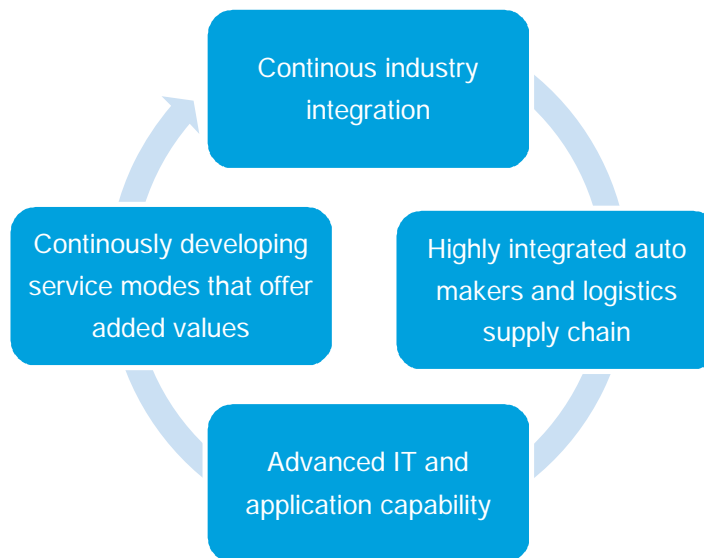 Continous industry
integration
Highly integrated auto
makers and logistics
supply chain
Advanced IT and
application capability
Continously developing
service modes that offer
added values